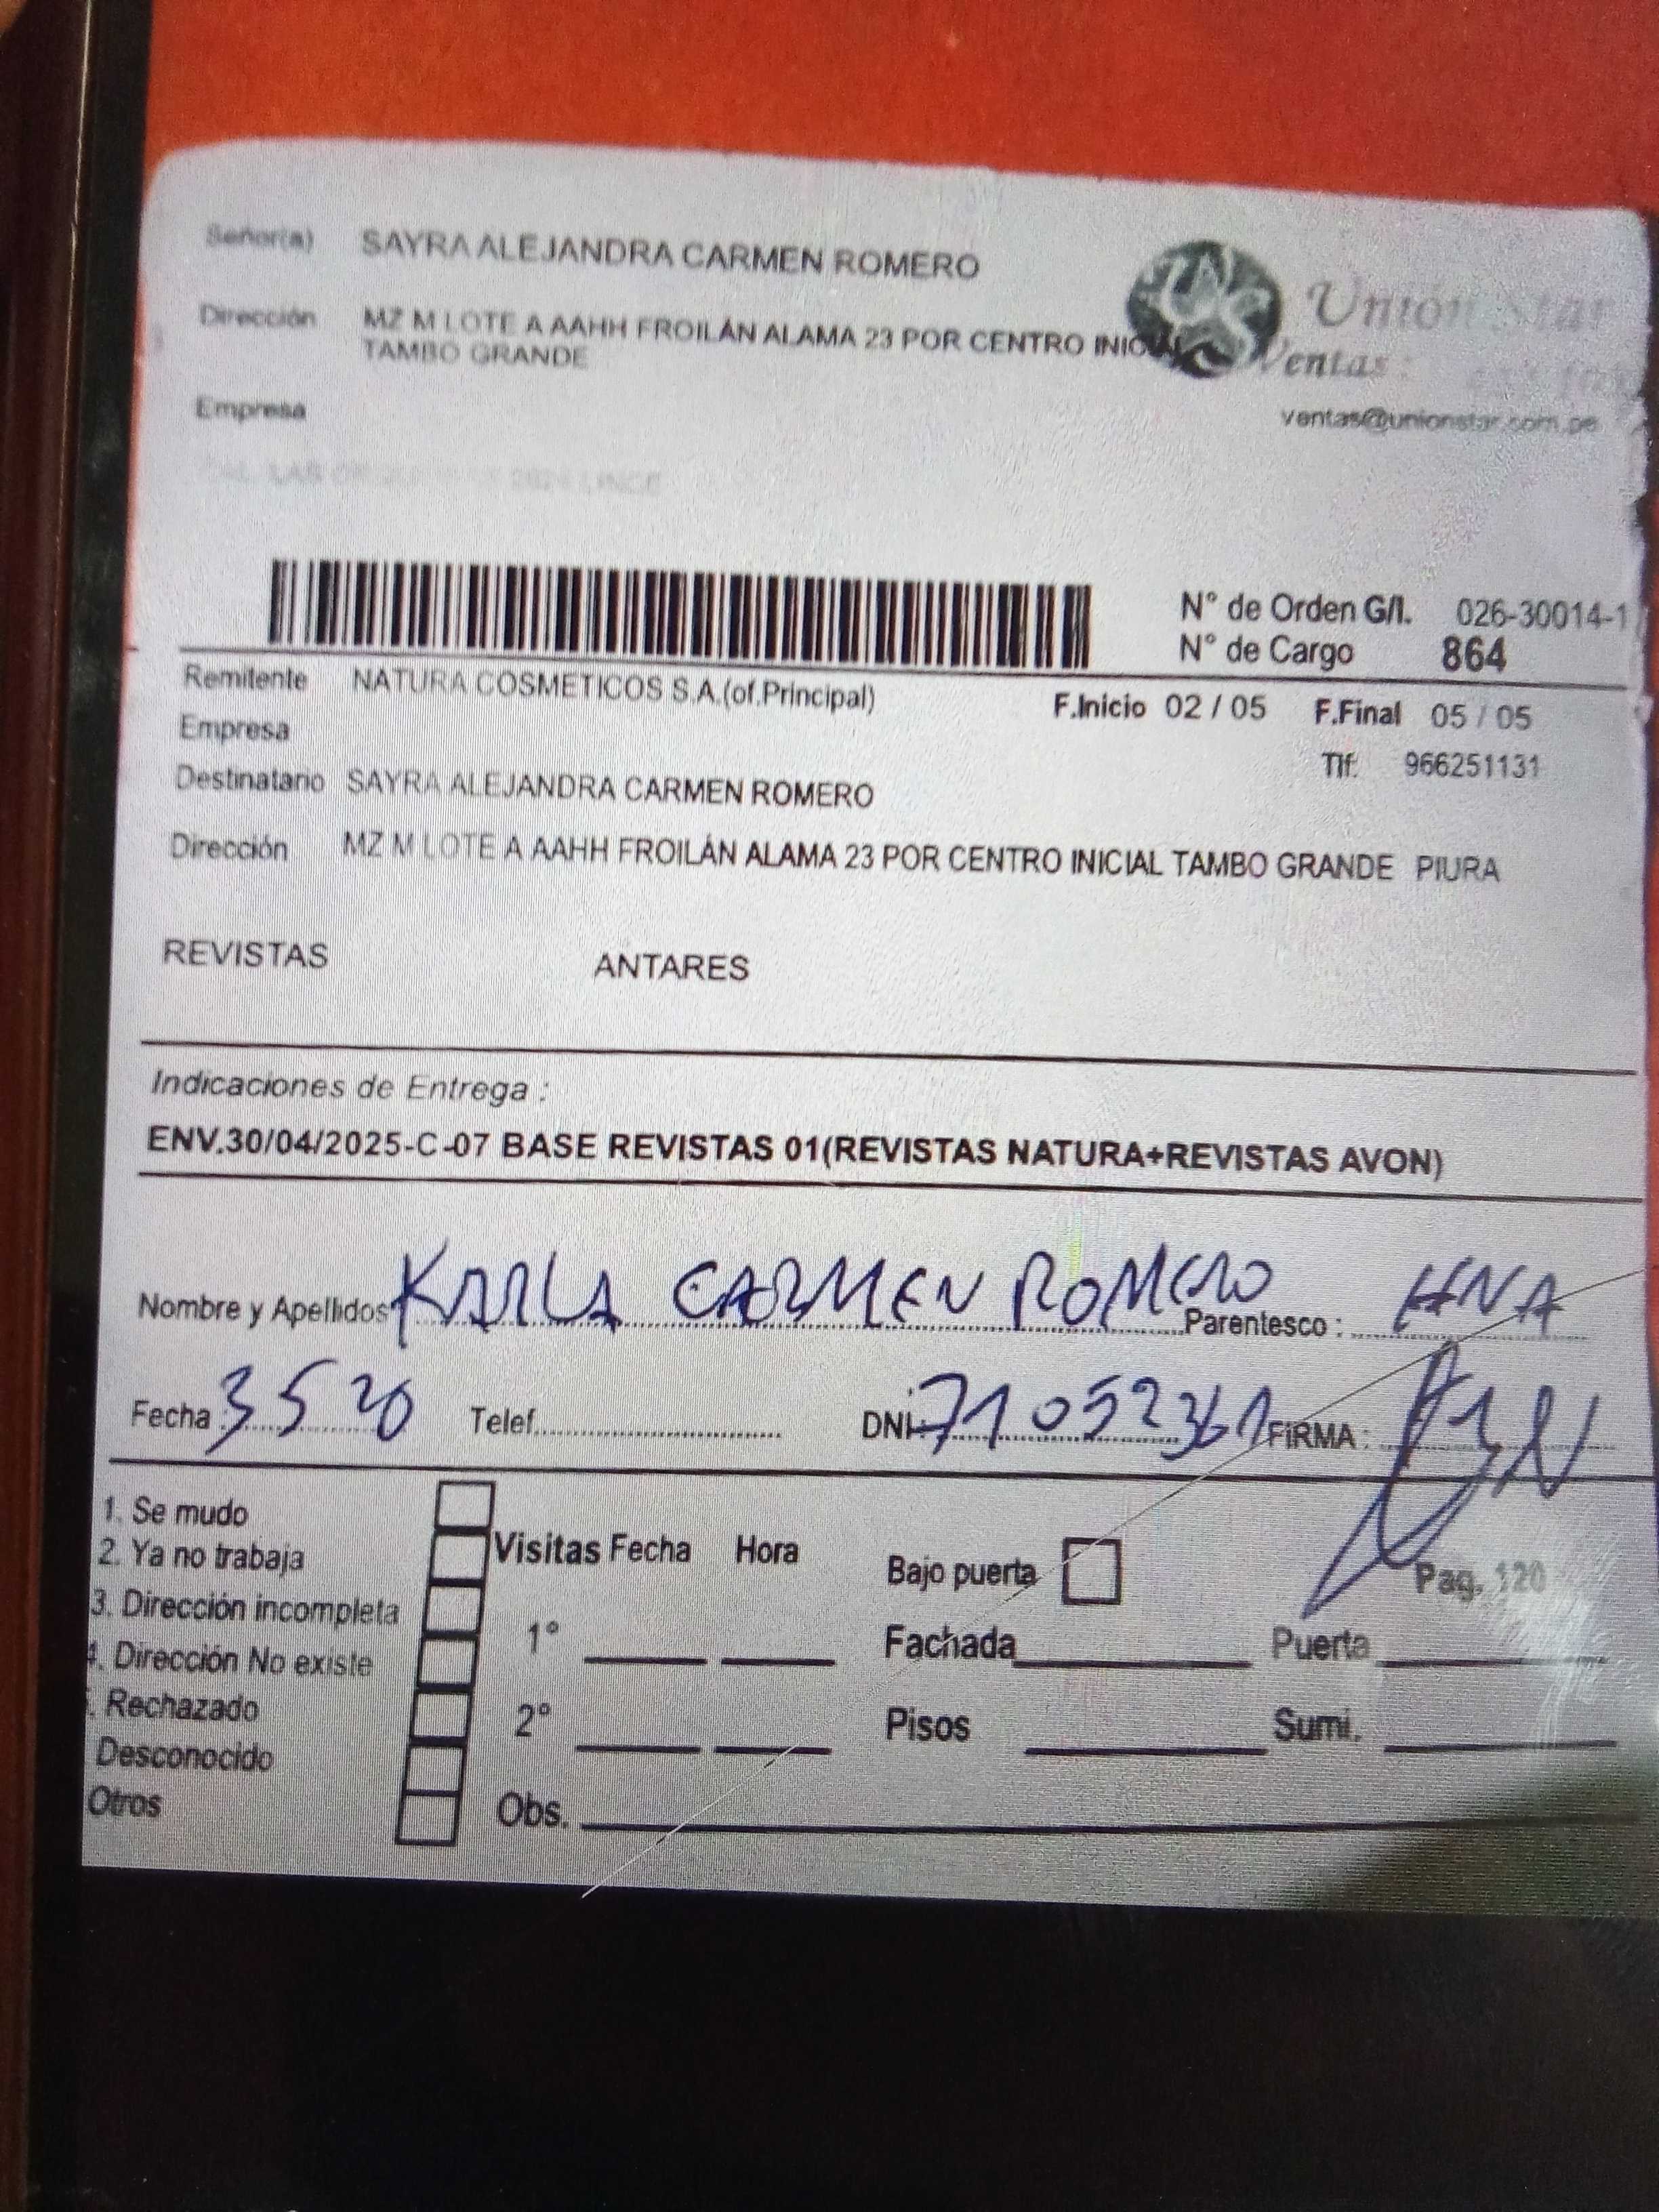 Señor(a) SAYRA ALEJANDRA CARMEN ROMERO
Dirección MZ M LOTE A AAHH FROILÁN ALAMA 23 POR CENTRO INICIAL
TAMBO GRANDE
Union Star
Ventas:
Empresa
ventas@unionstar.com.pe
N° de Orden G/I. 026-30014-1
N° de Cargo 864
Remitente NATURA COSMETICOS S.A.(of.Principal) F.Inicio 02 / 05 F.Final 05 / 05
Empresa
Tlf: 966251131
Destinatario SAYRA ALEJANDRA CARMEN ROMERO
Dirección MZ M LOTE A AAHH FROILÁN ALAMA 23 POR CENTRO INICIAL TAMBO GRANDE PIURA
REVISTAS ANTARES
Indicaciones de Entrega :
ENV.30/04/2025-C-07 BASE REVISTAS 01(REVISTAS NATURA+REVISTAS AVON)
Nombre y Apellidos KARLA CARMEN ROMERO Parentesco : HNA
Fecha : 3 5 20 Telef. DNI: 71052361 FIRMA :
1. Se mudo
2. Ya no trabaja
Visitas Fecha Hora
Bajo puerta
Pag. 120
3. Dirección incompleta
1° Fachada Puerta
4. Dirección No existe
. Rechazado
2° Pisos Sumi.
Desconocido
Otros
Obs.